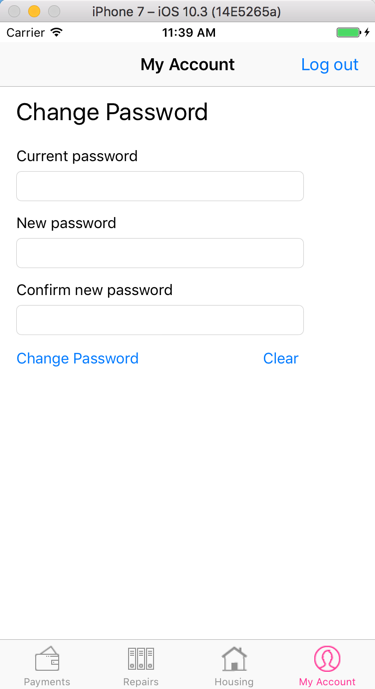 iPhone 7 – iOS 10.3 (14E5265a)
Carrier 11:39 AM
My Account Log out
Change Password
Current password
New password
Confirm new password
Change Password Clear
Payments Repairs Housing My Account